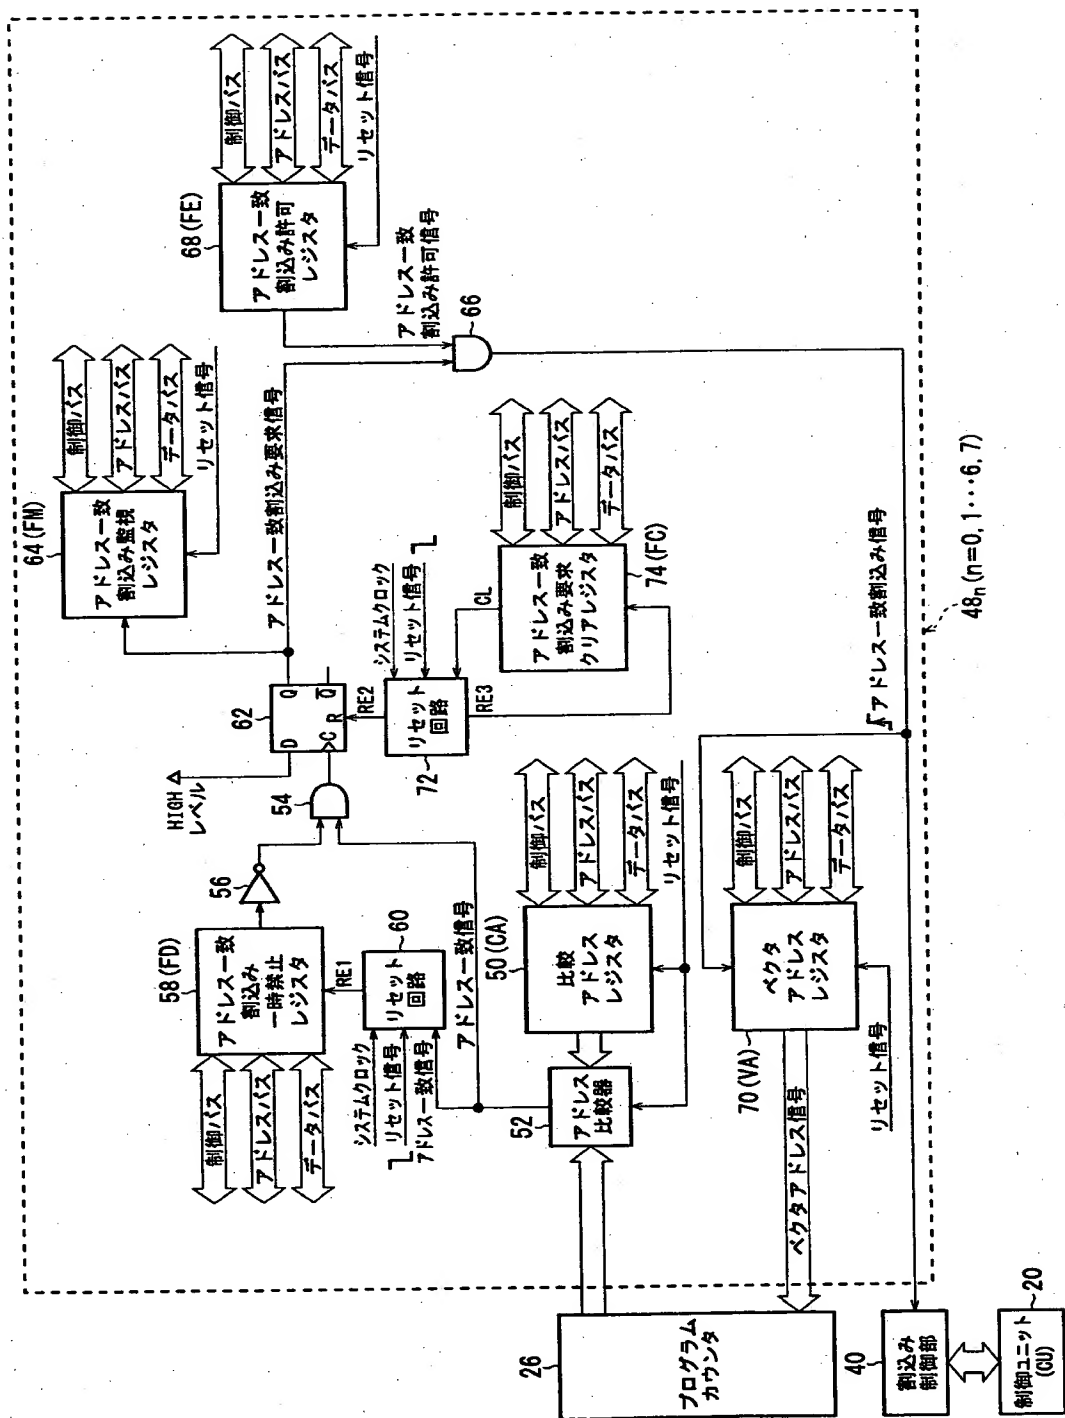 68(FE)
アドレス一致
割込み許可
レジスタ
制御バス
アドレスバス
データバス
リセット信号
64(FM)
アドレス一致
割込み監視
レジスタ
制御バス
アドレスバス
データバス
リセット信号
アドレス一致
割込み許可信号
66
アドレス一致割込み要求信号
HIGH
レベル
62
D
Q
C
R
Q
54
56
58(FD)
アドレス一致
割込み
一時禁止
レジスタ
制御バス
アドレスバス
データバス
RE1
60
リセット
回路
システムクロック
リセット信号
アドレス一致信号
アドレス一致信号
RE2
システムクロック
リセット信号
リセット
回路
72
CL
RE3
アドレス一致
割込み要求
クリアレジスタ
74(FC)
制御バス
アドレスバス
データバス
50(CA)
比較
アドレス
レジスタ
制御バス
アドレスバス
データバス
リセット信号
52
アドレス
比較器
70(VA)
ベクタ
アドレス
レジスタ
制御バス
アドレスバス
データバス
リセット信号
ベクタアドレス信号
アドレス一致割込み信号
48n(n=0,1･･･6,7)
26
プログラム
カウンタ
40
割込み
制御部
20
制御ユニット
(CU)